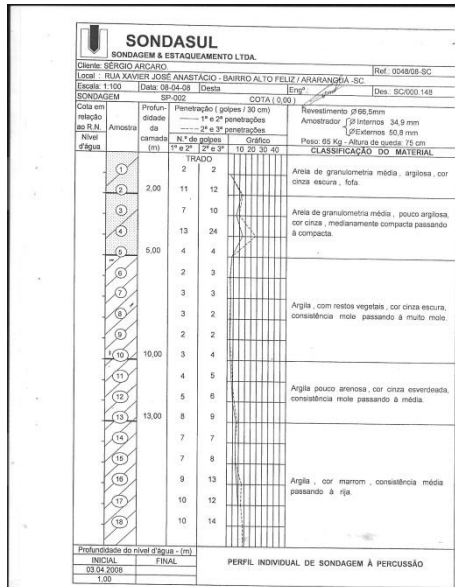 SONDASUL
SONDAGEM & ESTAQUEAMENTO LTDA.
Cliente: SÉRGIO ARCARO.
Ref.: 0048/08-SC
Local : RUA XAVIER JOSÉ ANASTÁCIO - BAIRRO ALTO FELIZ / ARARANGUÁ -SC.
Escala: 1:100 Data: 08-04-08 Desta Engº Des. SC/000.148
SONDAGEM SP-002 COTA ( 0,00 )
Revestimento Ø 66,5mm
Amostrador Ø Internos 34,9 mm
Ø Externos 50,8 mm
Peso: 65 Kg - Altura de queda: 75 cm
Cota em relação ao R.N.
Nível d'água
Amostra
Profundidade da camada (m)
Penetração ( golpes / 30 cm)
1ª e 2ª penetrações
2ª e 3ª penetrações
N.º de golpes Gráfico
1ª e 2ª 2ª e 3ª 10 20 30 40
CLASSIFICAÇÃO DO MATERIAL
TRADO
1 2 2
2 2,00 11 12
3 7 10
4 13 24
5 5,00 4 4
6 2 3
7 3 3
8 3 2
9 2 2
10 10,00 3 4
11 4 5
12 5 6
13 13,00 8 9
14 7 7
15 7 8
16 9 13
17 10 12
18 10 14
Areia de granulometria média, argilosa, cor
cinza escura , fofa.
Areia de granulometria média , pouco argilosa,
cor cinza , medianamente compacta passando
à compacta.
Argila , com restos vegetais , cor cinza escura,
consistência mole passando à muito mole.
Argila pouco arenosa , cor cinza esverdeada,
consistência mole passando à média.
Argila , cor marrom , consistência média
passando à rija.
Profundidade do nível d'água - (m)
INICIAL FINAL
03.04.2008
1,00
PERFIL INDIVIDUAL DE SONDAGEM À PERCUSSÃO